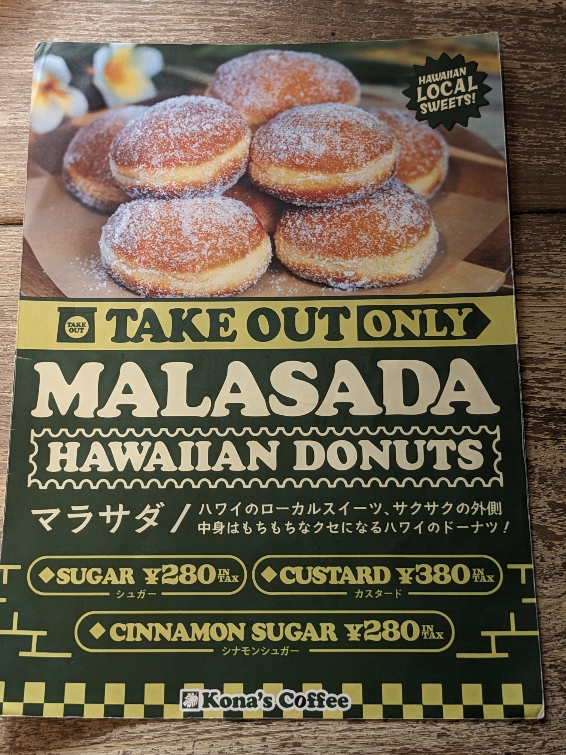 HAWAIIAN
LOCAL
SWEETS!
TAKE
OUT
TAKE OUT ONLY
MALASADA
HAWAIIAN DONUTS
マラサダ/ハワイのローカルスイーツ、サクサクの外側
中身はもちもちなクセになるハワイのドーナツ!
◆SUGAR ¥280 IN TAX ◆CUSTARD ¥380 IN TAX
シュガー カスタード
◆CINNAMON SUGAR ¥280 IN TAX
シナモンシュガー
Kona's Coffee